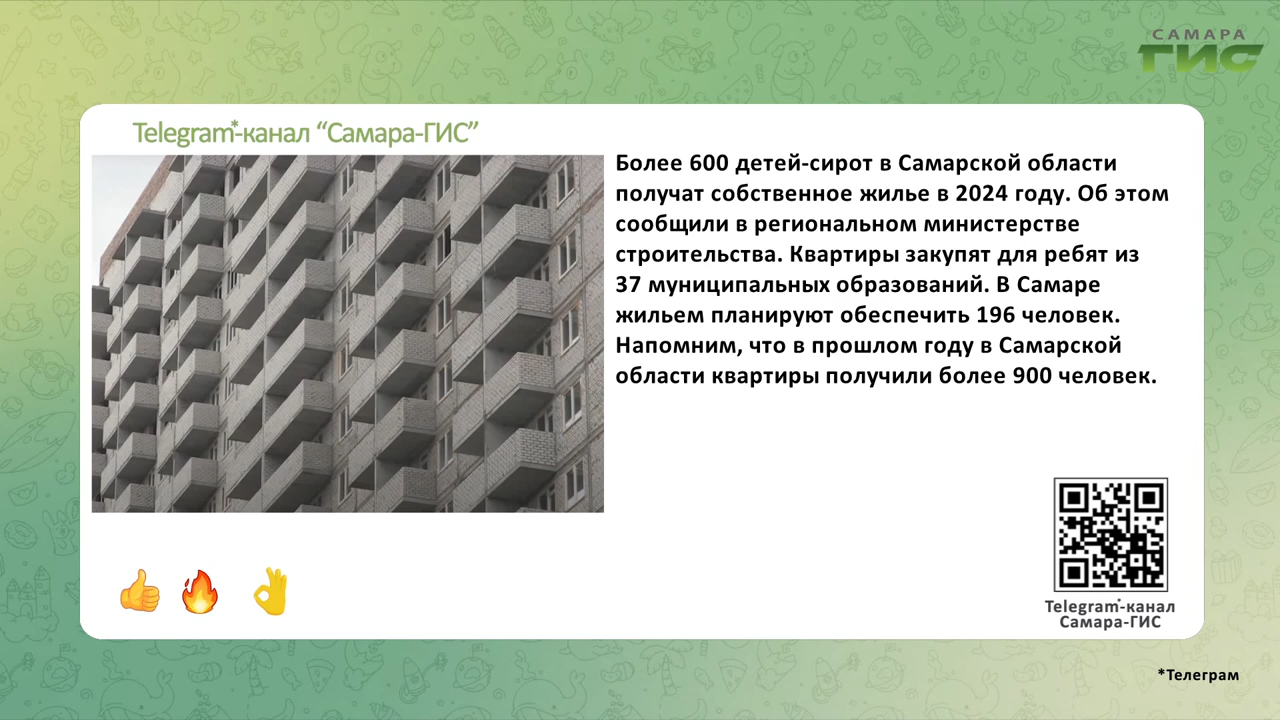 САМАРА
ГИС
Telegram*-канал “Самара-ГИС”
Более 600 детей-сирот в Самарской области
получат собственное жилье в 2024 году. Об этом
сообщили в региональном министерстве
строительства. Квартиры закупят для ребят из
37 муниципальных образований. В Самаре
жильем планируют обеспечить 196 человек.
Напомним, что в прошлом году в Самарской
области квартиры получили более 900 человек.
Telegram*-канал
Самара-ГИС
*Телеграм